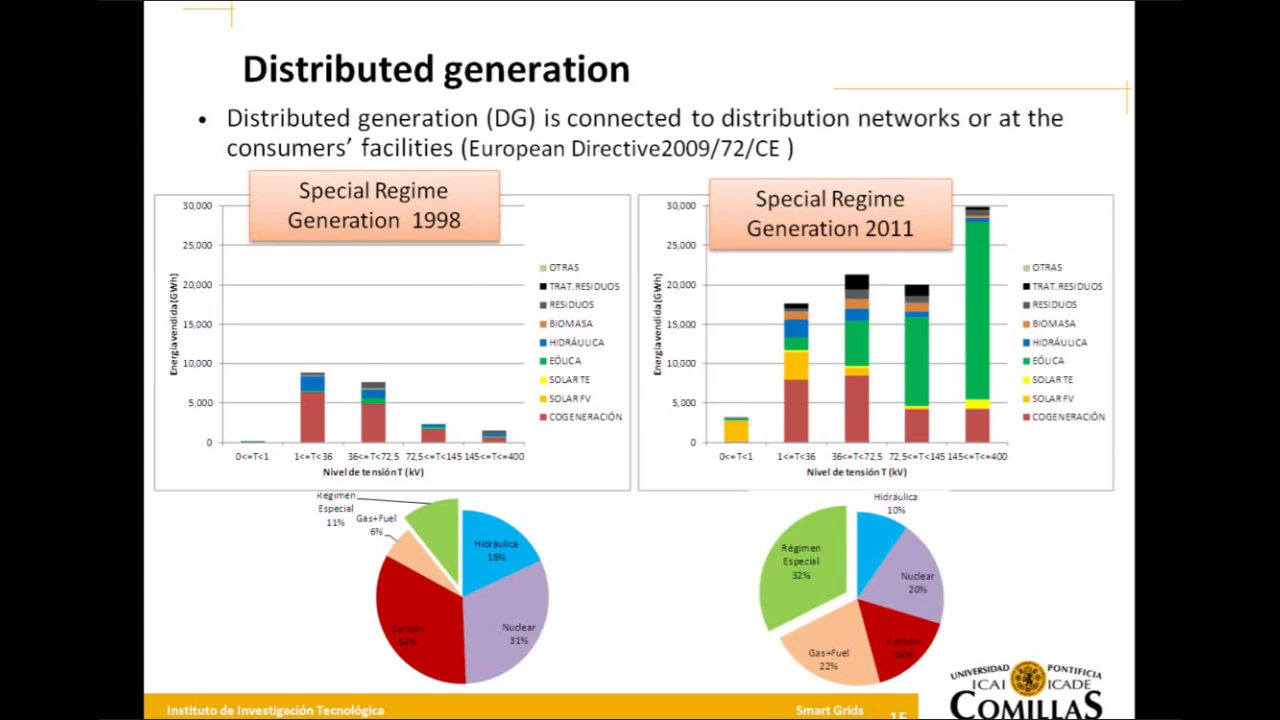 Distributed generation
• Distributed generation (DG) is connected to distribution networks or at the
consumers’ facilities (European Directive2009/72/CE )
Special Regime
Generation 1998
30,000
25,000
20,000
15,000
10,000
5,000
0
Energía vendida (GWh)
0<=T<1 1<=T<36 36<=T<72,5 72,5<=T<145 145<=T<=400
Nivel de tensión T (kV)
OTRAS
TRAT.RESIDUOS
RESIDUOS
BIOMASA
HIDRÁULICA
EÓLICA
SOLAR TE
SOLAR FV
COGENERACIÓN
Special Regime
Generation 2011
30,000
25,000
20,000
15,000
10,000
5,000
0
Energía vendida (GWh)
0<=T<1 1<=T<36 36<=T<72,5 72,5<=T<145 145<=T<=400
Nivel de tensión T (kV)
OTRAS
TRAT.RESIDUOS
RESIDUOS
BIOMASA
HIDRÁULICA
EÓLICA
SOLAR TE
SOLAR FV
COGENERACIÓN
Régimen
Especial
11%
Gas+Fuel
6%
Hidráulica
18%
Nuclear
31%
Carbón
34%
Hidráulica
10%
Régimen
Especial
32%
Nuclear
20%
Gas+Fuel
22%
Carbón
Instituto de Investigación Tecnológica
Smart Grids
15
UNIVERSIDAD PONTIFICIA
ICAI ICADE
COMILLAS